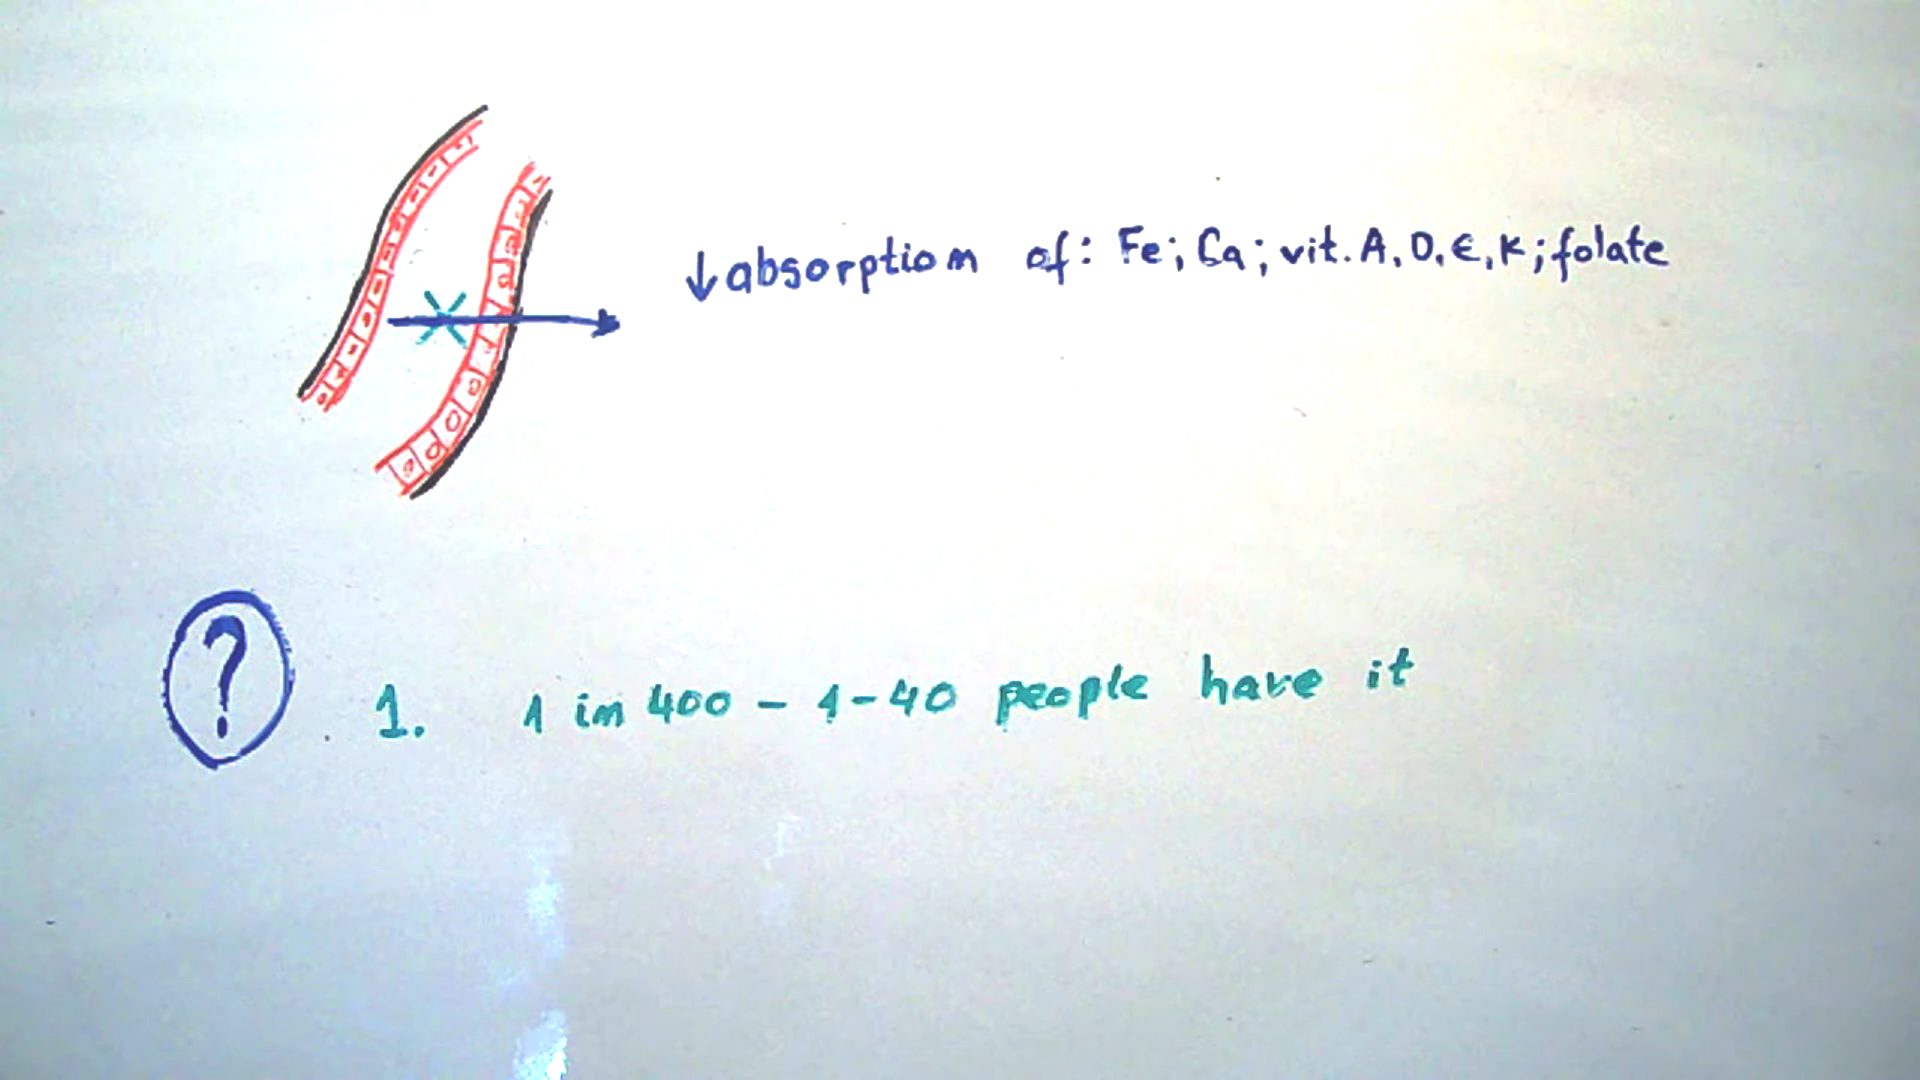 ↓absorption of: Fe; Ca; vit. A, D, E, K; folate
?
1. 1 in 400 - 1-40 people have it